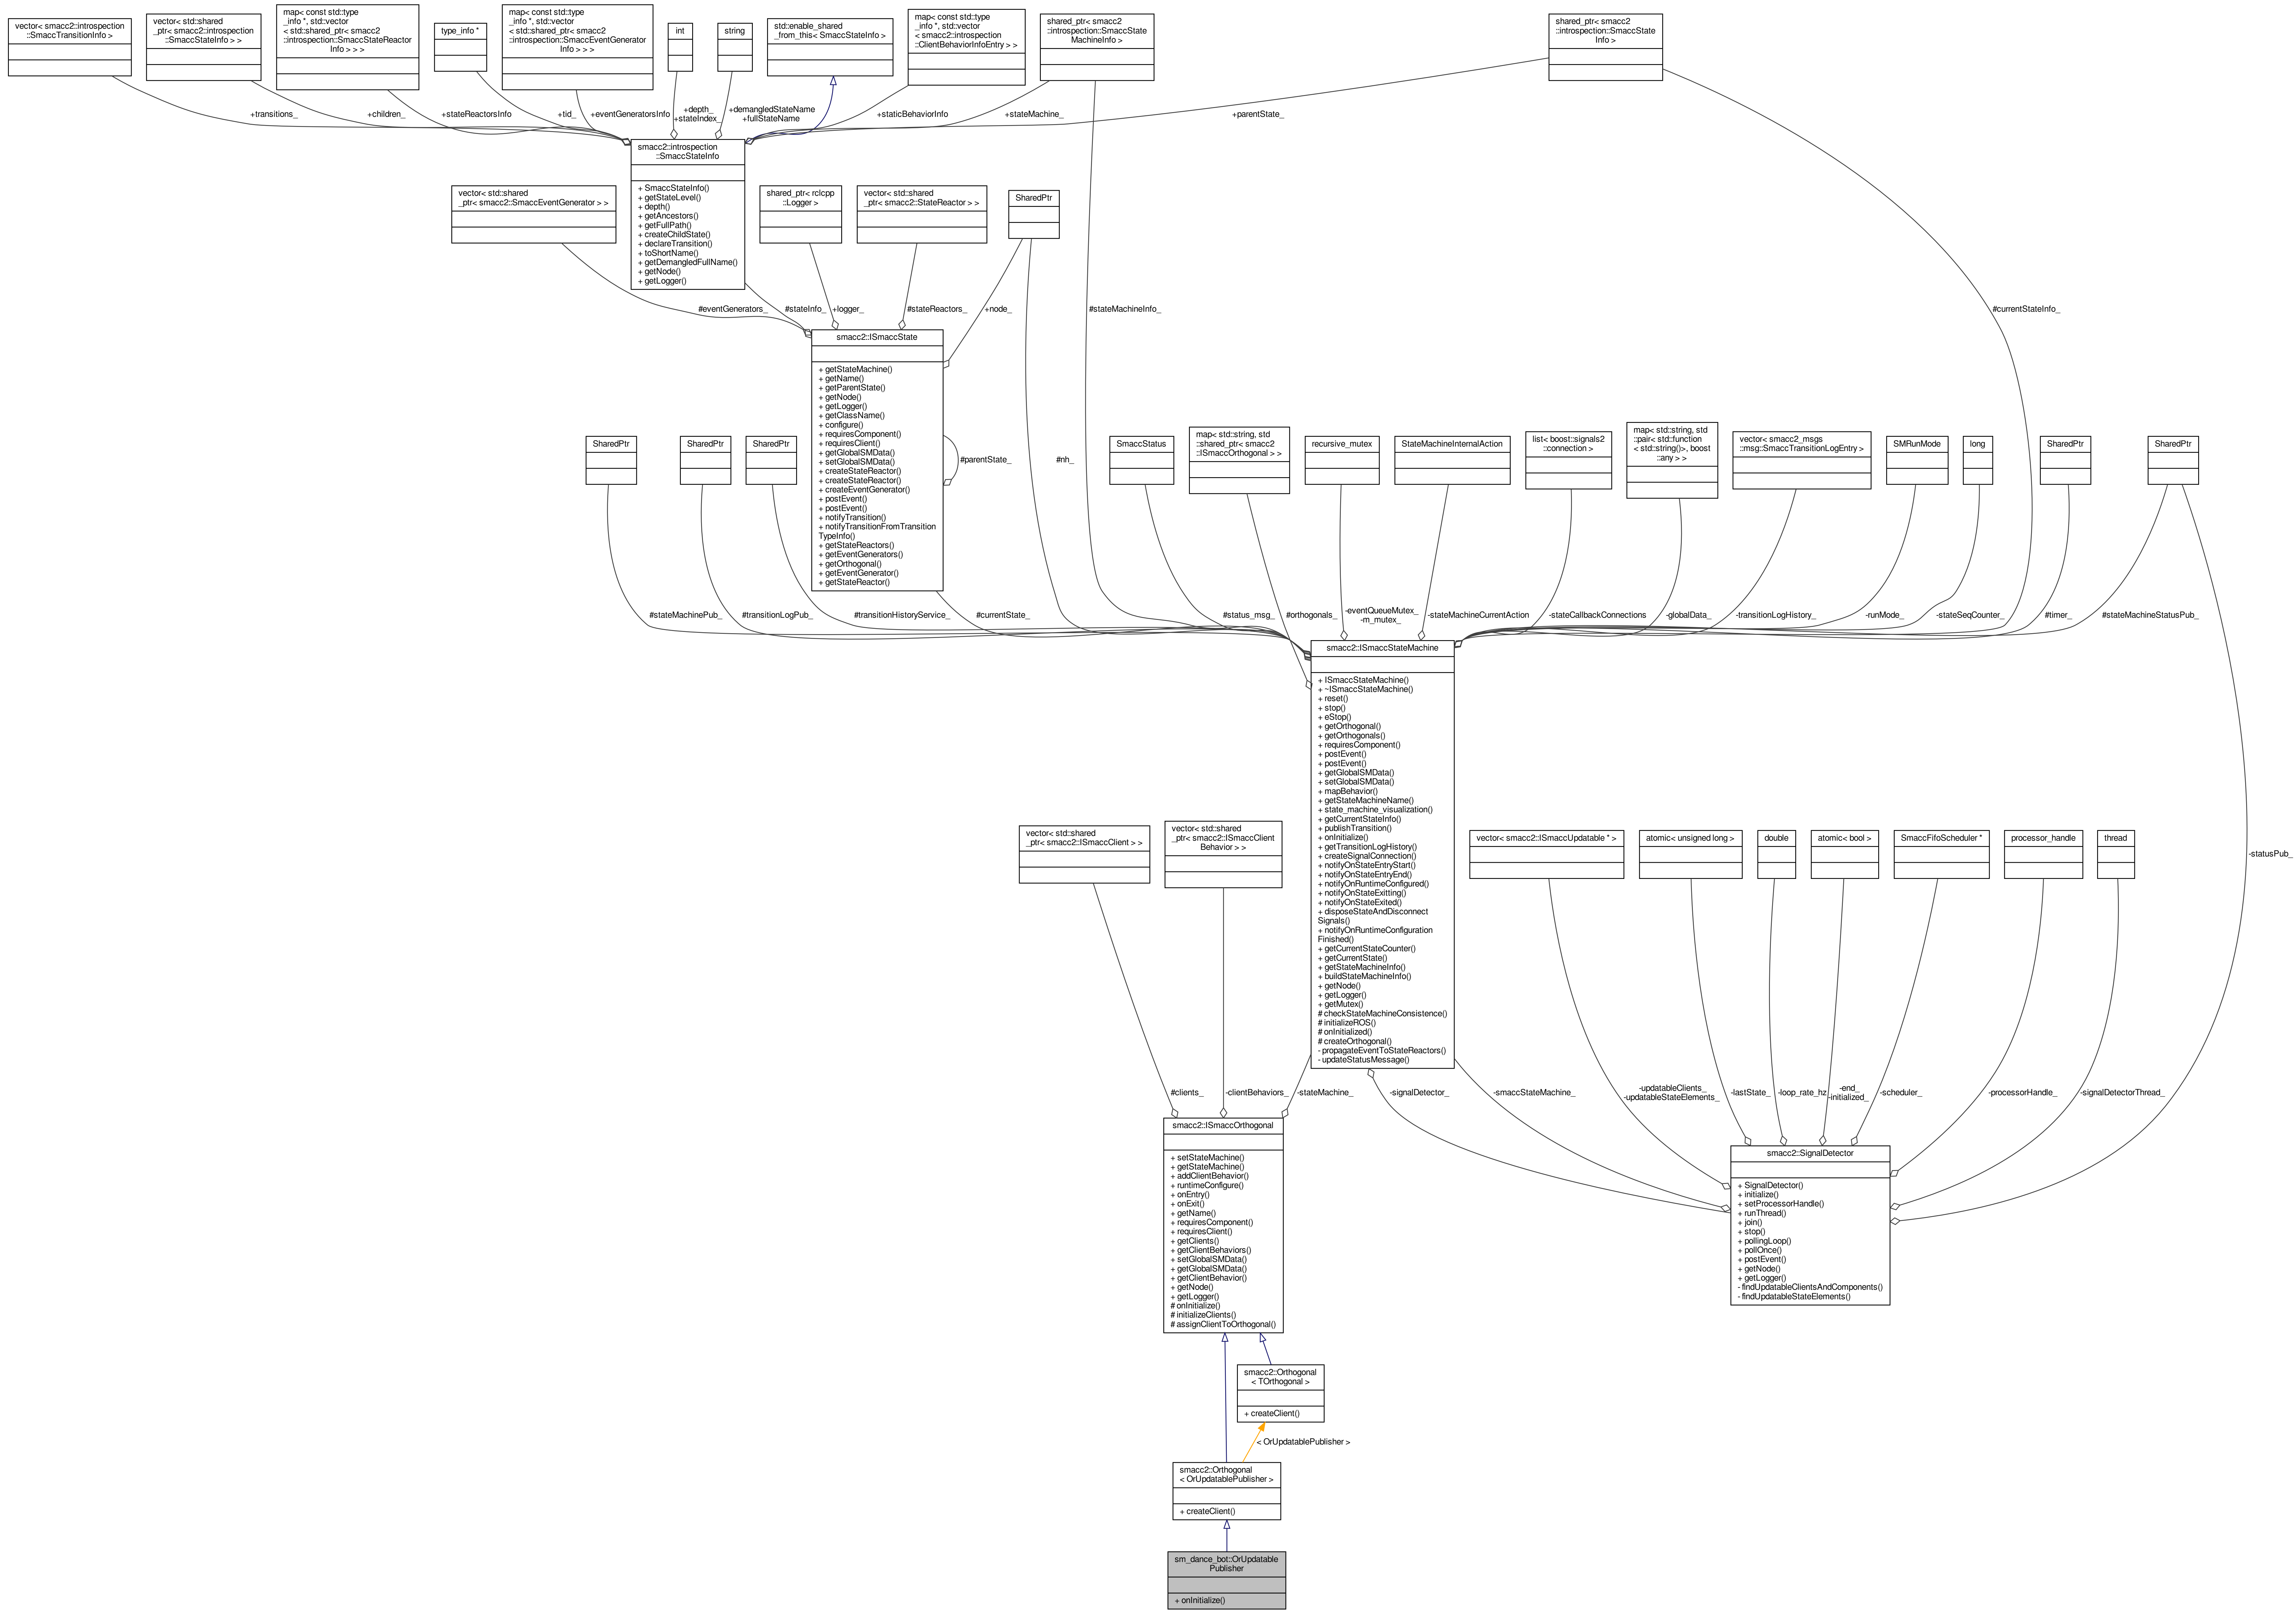 vector< smacc2::introspection
::SmaccTransitionInfo >
vector< std::shared
_ptr< smacc2::introspection
::SmaccStateInfo > >
map< const std::type
_info *, std::vector
< std::shared_ptr< smacc2
::introspection::SmaccStateReactor
Info > > >
type_info *
map< const std::type
_info *, std::vector
< std::shared_ptr< smacc2
::introspection::SmaccEventGenerator
Info > > >
int
string
std::enable_shared
_from_this< SmaccStateInfo >
map< const std::type
_info *, std::vector
< smacc2::introspection
::ClientBehaviorInfoEntry > >
shared_ptr< smacc2
::introspection::SmaccState
MachineInfo >
shared_ptr< smacc2
::introspection::SmaccState
Info >
+transitions_
+children_
+stateReactorsInfo
+tid_
+eventGeneratorsInfo
+depth_
+stateIndex_
+demangledStateName
+fullStateName
+staticBehaviorInfo
+stateMachine_
+parentState_
smacc2::introspection
::SmaccStateInfo
+ SmaccStateInfo()
+ getStateLevel()
+ depth()
+ getAncestors()
+ getFullPath()
+ createChildState()
+ declareTransition()
+ toShortName()
+ getDemangledFullName()
+ getNode()
+ getLogger()
vector< std::shared
_ptr< smacc2::SmaccEventGenerator > >
shared_ptr< rclcpp
::Logger >
vector< std::shared
_ptr< smacc2::StateReactor > >
SharedPtr
#eventGenerators_
#stateInfo_
+logger_
#stateReactors_
+node_
#stateMachineInfo_
#currentStateInfo_
smacc2::ISmaccState
+ getStateMachine()
+ getName()
+ getParentState()
+ getNode()
+ getLogger()
+ getClassName()
+ configure()
+ requiresComponent()
+ requiresClient()
+ getGlobalSMData()
+ setGlobalSMData()
+ createStateReactor()
+ createStateReactor()
+ createEventGenerator()
+ postEvent()
+ postEvent()
+ notifyTransition()
+ notifyTransitionFromTransition
TypeInfo()
+ getStateReactors()
+ getEventGenerators()
+ getOrthogonal()
+ getEventGenerator()
+ getStateReactor()
#parentState_
#nh_
SharedPtr
SharedPtr
SharedPtr
SmaccStatus
map< std::string, std
::shared_ptr< smacc2
::ISmaccOrthogonal > >
recursive_mutex
StateMachineInternalAction
list< boost::signals2
::connection >
map< std::string, std
::pair< std::function
< std::string()>, boost
::any > >
vector< smacc2_msgs
::msg::SmaccTransitionLogEntry >
SMRunMode
long
SharedPtr
SharedPtr
#stateMachinePub_
#transitionLogPub_
#transitionHistoryService_
#currentState_
#status_msg_
#orthogonals_
-eventQueueMutex_
-m_mutex_
-stateMachineCurrentAction
-stateCallbackConnections
-globalData_
-transitionLogHistory_
-runMode_
-stateSeqCounter_
#timer_
#stateMachineStatusPub_
smacc2::ISmaccStateMachine
+ ISmaccStateMachine()
+ ~ISmaccStateMachine()
+ reset()
+ stop()
+ eStop()
+ getOrthogonal()
+ getOrthogonals()
+ requiresComponent()
+ postEvent()
+ postEvent()
+ getGlobalSMData()
+ setGlobalSMData()
+ mapBehavior()
+ getStateMachineName()
+ state_machine_visualization()
+ getCurrentStateInfo()
+ publishTransition()
+ onInitialize()
+ getTransitionLogHistory()
+ createSignalConnection()
+ notifyOnStateEntryStart()
+ notifyOnStateEntryEnd()
+ notifyOnRuntimeConfigured()
+ notifyOnStateExitting()
+ notifyOnStateExited()
+ disposeStateAndDisconnect
Signals()
+ notifyOnRuntimeConfiguration
Finished()
+ getCurrentStateCounter()
+ getCurrentState()
+ getStateMachineInfo()
+ buildStateMachineInfo()
+ getNode()
+ getLogger()
+ getMutex()
# checkStateMachineConsistence()
# initializeROS()
# onInitialized()
# createOrthogonal()
- propagateEventToStateReactors()
- updateStatusMessage()
vector< std::shared
_ptr< smacc2::ISmaccClient > >
vector< std::shared
_ptr< smacc2::ISmaccClient
Behavior > >
vector< smacc2::ISmaccUpdatable * >
atomic< unsigned long >
double
atomic< bool >
SmaccFifoScheduler *
processor_handle
thread
-statusPub_
#clients_
-clientBehaviors_
-stateMachine_
-signalDetector_
-smaccStateMachine_
-updatableClients_
-updatableStateElements_
-lastState_
-loop_rate_hz
-end_
-initialized_
-scheduler_
-processorHandle_
-signalDetectorThread_
smacc2::ISmaccOrthogonal
+ setStateMachine()
+ getStateMachine()
+ addClientBehavior()
+ runtimeConfigure()
+ onEntry()
+ onExit()
+ getName()
+ requiresComponent()
+ requiresClient()
+ getClients()
+ getClientBehaviors()
+ setGlobalSMData()
+ getGlobalSMData()
+ getClientBehavior()
+ getNode()
+ getLogger()
# onInitialize()
# initializeClients()
# assignClientToOrthogonal()
smacc2::SignalDetector
+ SignalDetector()
+ initialize()
+ setProcessorHandle()
+ runThread()
+ join()
+ stop()
+ pollingLoop()
+ pollOnce()
+ postEvent()
+ getNode()
+ getLogger()
- findUpdatableClientsAndComponents()
- findUpdatableStateElements()
smacc2::Orthogonal
< TOrthogonal >
+ createClient()
< OrUpdatablePublisher >
smacc2::Orthogonal
< OrUpdatablePublisher >
+ createClient()
sm_dance_bot::OrUpdatable
Publisher
+ onInitialize()